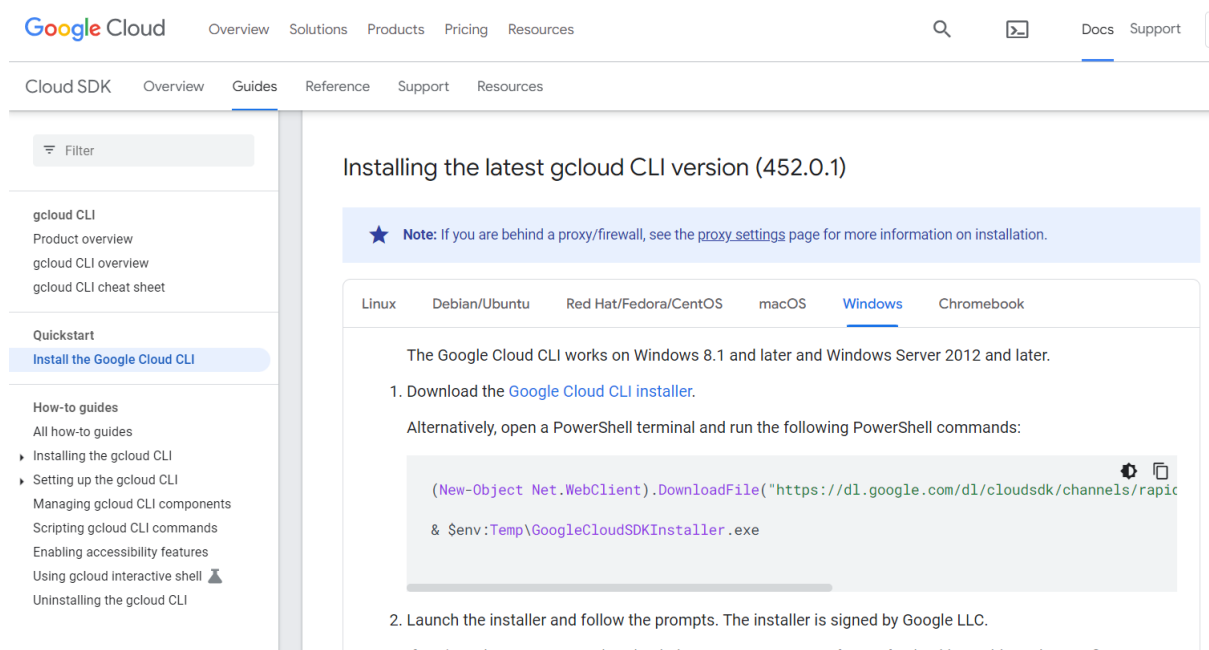 Google Cloud
Overview Solutions Products Pricing Resources
Docs Support
Cloud SDK
Overview Guides Reference Support Resources
Filter
gcloud CLI
Product overview
gcloud CLI overview
gcloud CLI cheat sheet
Quickstart
Install the Google Cloud CLI
How-to guides
All how-to guides
Installing the gcloud CLI
Setting up the gcloud CLI
Managing gcloud CLI components
Scripting gcloud CLI commands
Enabling accessibility features
Using gcloud interactive shell
Uninstalling the gcloud CLI
Installing the latest gcloud CLI version (452.0.1)
Note: If you are behind a proxy/firewall, see the proxy settings page for more information on installation.
Linux Debian/Ubuntu Red Hat/Fedora/CentOS macOS Windows Chromebook
The Google Cloud CLI works on Windows 8.1 and later and Windows Server 2012 and later.
1. Download the Google Cloud CLI installer.
Alternatively, open a PowerShell terminal and run the following PowerShell commands:
(New-Object Net.WebClient).DownloadFile("https://dl.google.com/dl/cloudsdk/channels/rapid
& $env:Temp\GoogleCloudSDKInstaller.exe
2. Launch the installer and follow the prompts. The installer is signed by Google LLC.